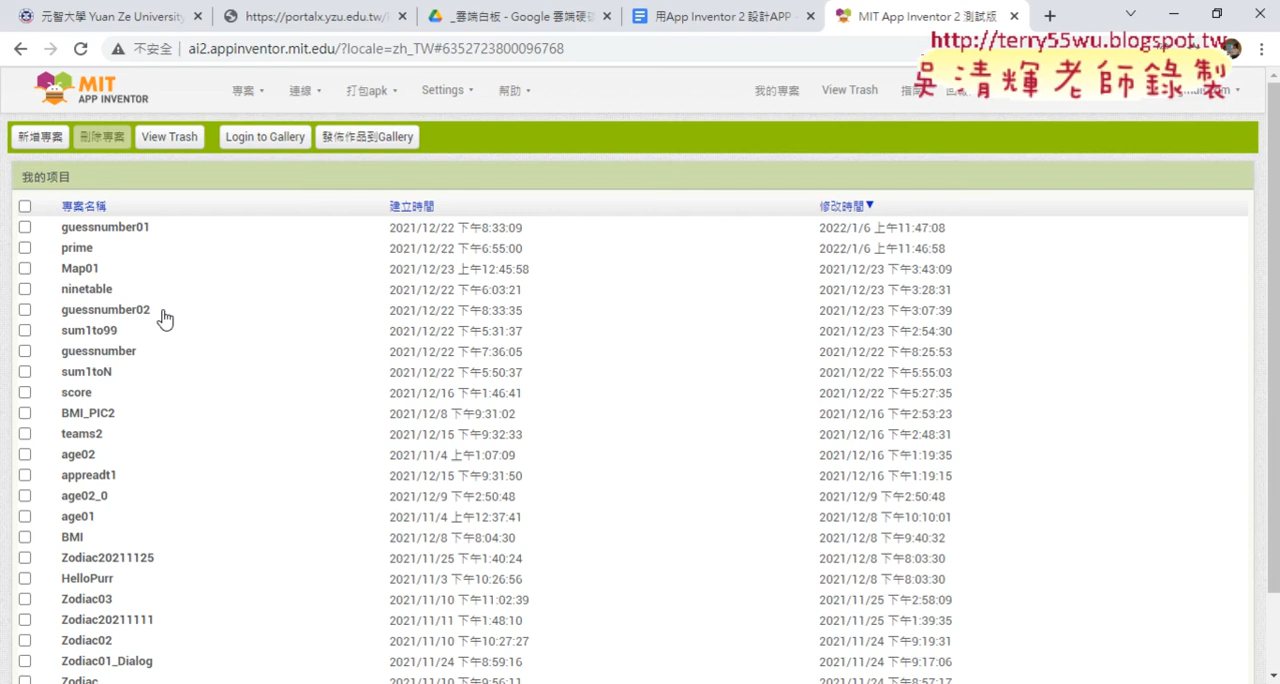 元智大學 Yuan Ze University
https://portalx.yzu.edu.tw/
_雲端白板 - Google 雲端硬碟
用App Inventor 2 設計APP -
MIT App Inventor 2 測試版
不安全 ai2.appinventor.mit.edu/?locale=zh_TW#6352723800096768
http://terry55wu.blogspot.tw
吳清輝老師錄製
MIT
APP INVENTOR
專案 連線 打包apk Settings 幫助 我的專案 View Trash
新增專案 刪除專案 View Trash Login to Gallery 發佈作品到Gallery
我的项目
專案名稱 建立時間 修改時間▼
guessnumber01 2021/12/22 下午8:33:09 2022/1/6 上午11:47:08
prime 2021/12/22 下午6:55:00 2022/1/6 上午11:46:58
Map01 2021/12/23 上午12:45:58 2021/12/23 下午3:43:09
ninetable 2021/12/22 下午6:03:21 2021/12/23 下午3:28:31
guessnumber02 2021/12/22 下午8:33:35 2021/12/23 下午3:07:39
sum1to99 2021/12/22 下午5:31:37 2021/12/23 下午2:54:30
guessnumber 2021/12/22 下午7:36:05 2021/12/22 下午8:25:53
sum1toN 2021/12/22 下午5:50:37 2021/12/22 下午5:55:03
score 2021/12/16 下午1:46:41 2021/12/22 下午5:27:35
BMI_PIC2 2021/12/8 下午9:31:02 2021/12/16 下午2:53:23
teams2 2021/12/15 下午9:32:33 2021/12/16 下午2:48:31
age02 2021/11/4 上午1:07:09 2021/12/16 下午1:19:35
appreadt1 2021/12/15 下午9:31:50 2021/12/16 下午1:19:15
age02_0 2021/12/9 下午2:50:48 2021/12/9 下午2:50:48
age01 2021/11/4 上午12:37:41 2021/12/8 下午10:10:01
BMI 2021/12/8 下午8:04:30 2021/12/8 下午9:40:32
Zodiac20211125 2021/11/25 下午1:40:24 2021/12/8 下午8:03:30
HelloPurr 2021/11/3 下午10:26:56 2021/12/8 下午8:03:30
Zodiac03 2021/11/10 下午11:02:39 2021/11/25 下午2:58:09
Zodiac20211111 2021/11/11 下午1:48:10 2021/11/25 下午1:39:35
Zodiac02 2021/11/10 下午10:27:27 2021/11/24 下午9:19:31
Zodiac01_Dialog 2021/11/24 下午8:59:16 2021/11/24 下午9:17:06
Zodiac 2021/11/10 下午9:56:11 2021/11/24 下午8:57:17